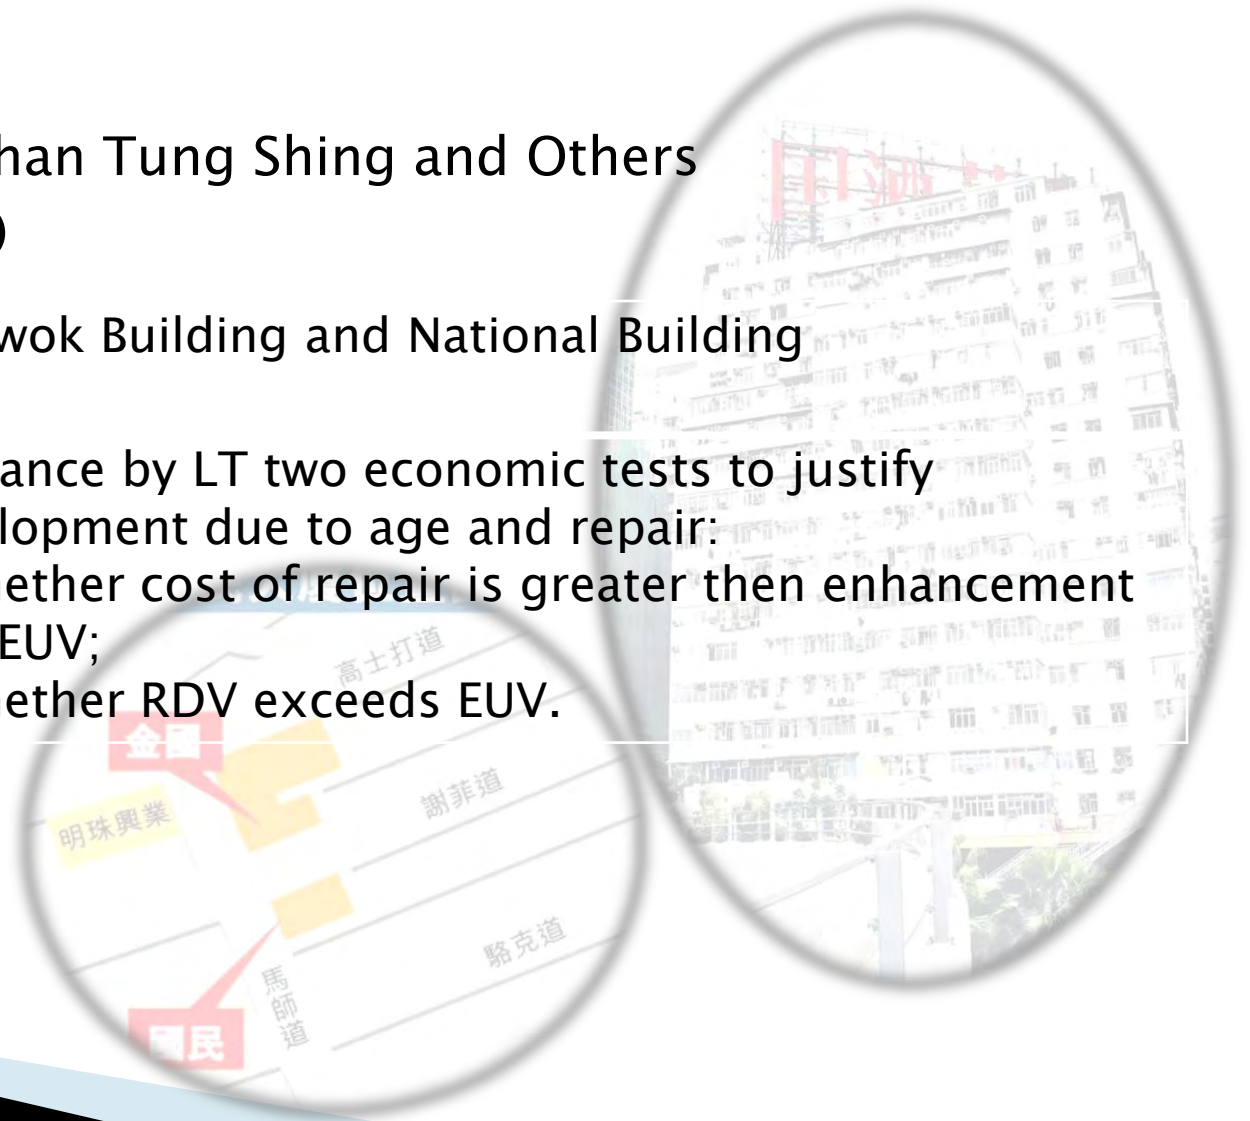 han Tung Shing and Others
)
wok Building and National Building
ance by LT two economic tests to justify
lopment due to age and repair:
ether cost of repair is greater then enhancement
EUV;
ether RDV exceeds EUV.
高士打道
金國
謝菲道
明珠興業
駱克道
馬師道
國民